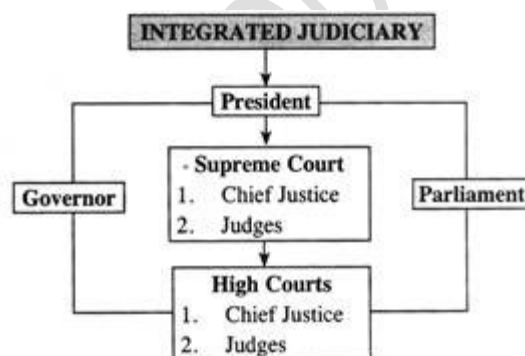 INTEGRATED JUDICIARY
President
- Supreme Court
1. Chief Justice
2. Judges
Governor
Parliament
High Courts
1. Chief Justice
2. Judges